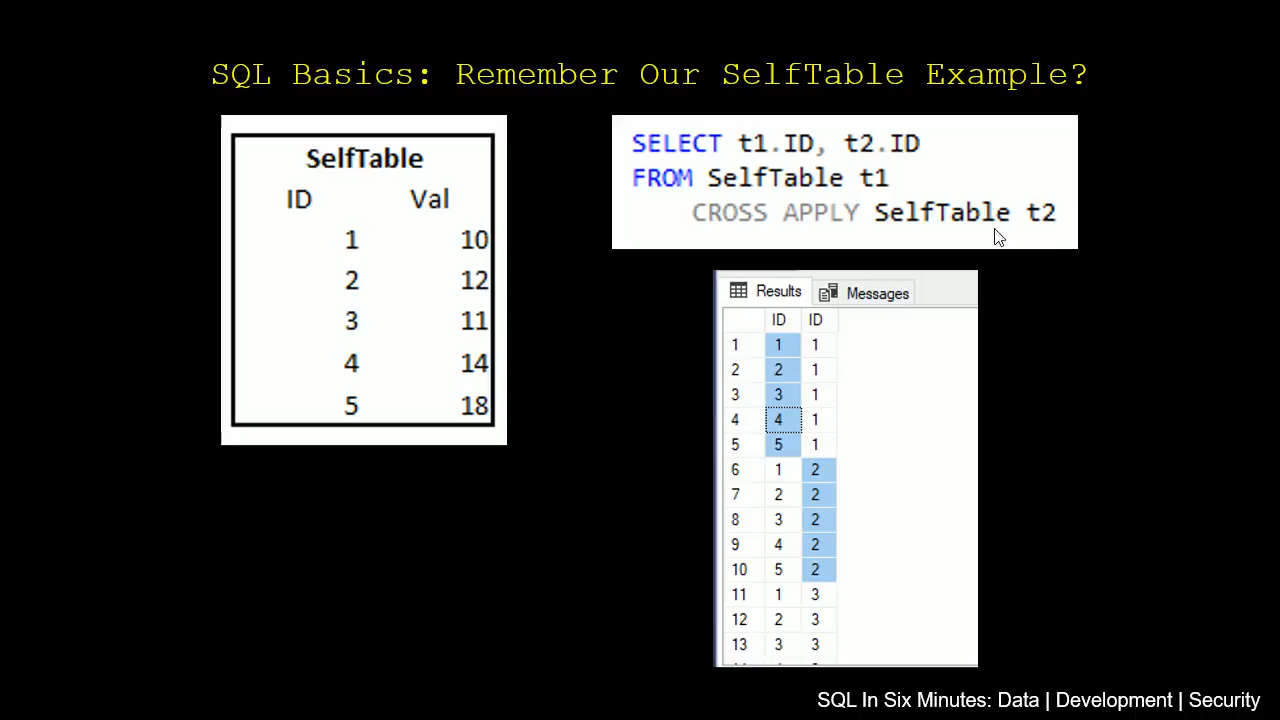 SQL Basics: Remember Our SelfTable Example?
SelfTable
ID Val
1 10
2 12
3 11
4 14
5 18
SELECT t1.ID, t2.ID
FROM SelfTable t1
CROSS APPLY SelfTable t2
Results Messages
ID ID
1 1 1
2 2 1
3 3 1
4 4 1
5 5 1
6 1 2
7 2 2
8 3 2
9 4 2
10 5 2
11 1 3
12 2 3
13 3 3
SQL In Six Minutes: Data | Development | Security